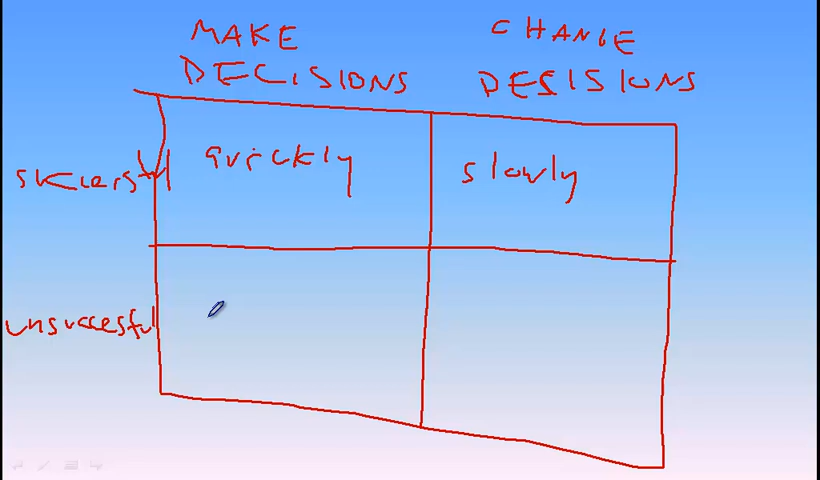 MAKE
DECISIONS
CHANGE
DESISIONS
quickly
slowly
unsuccesful